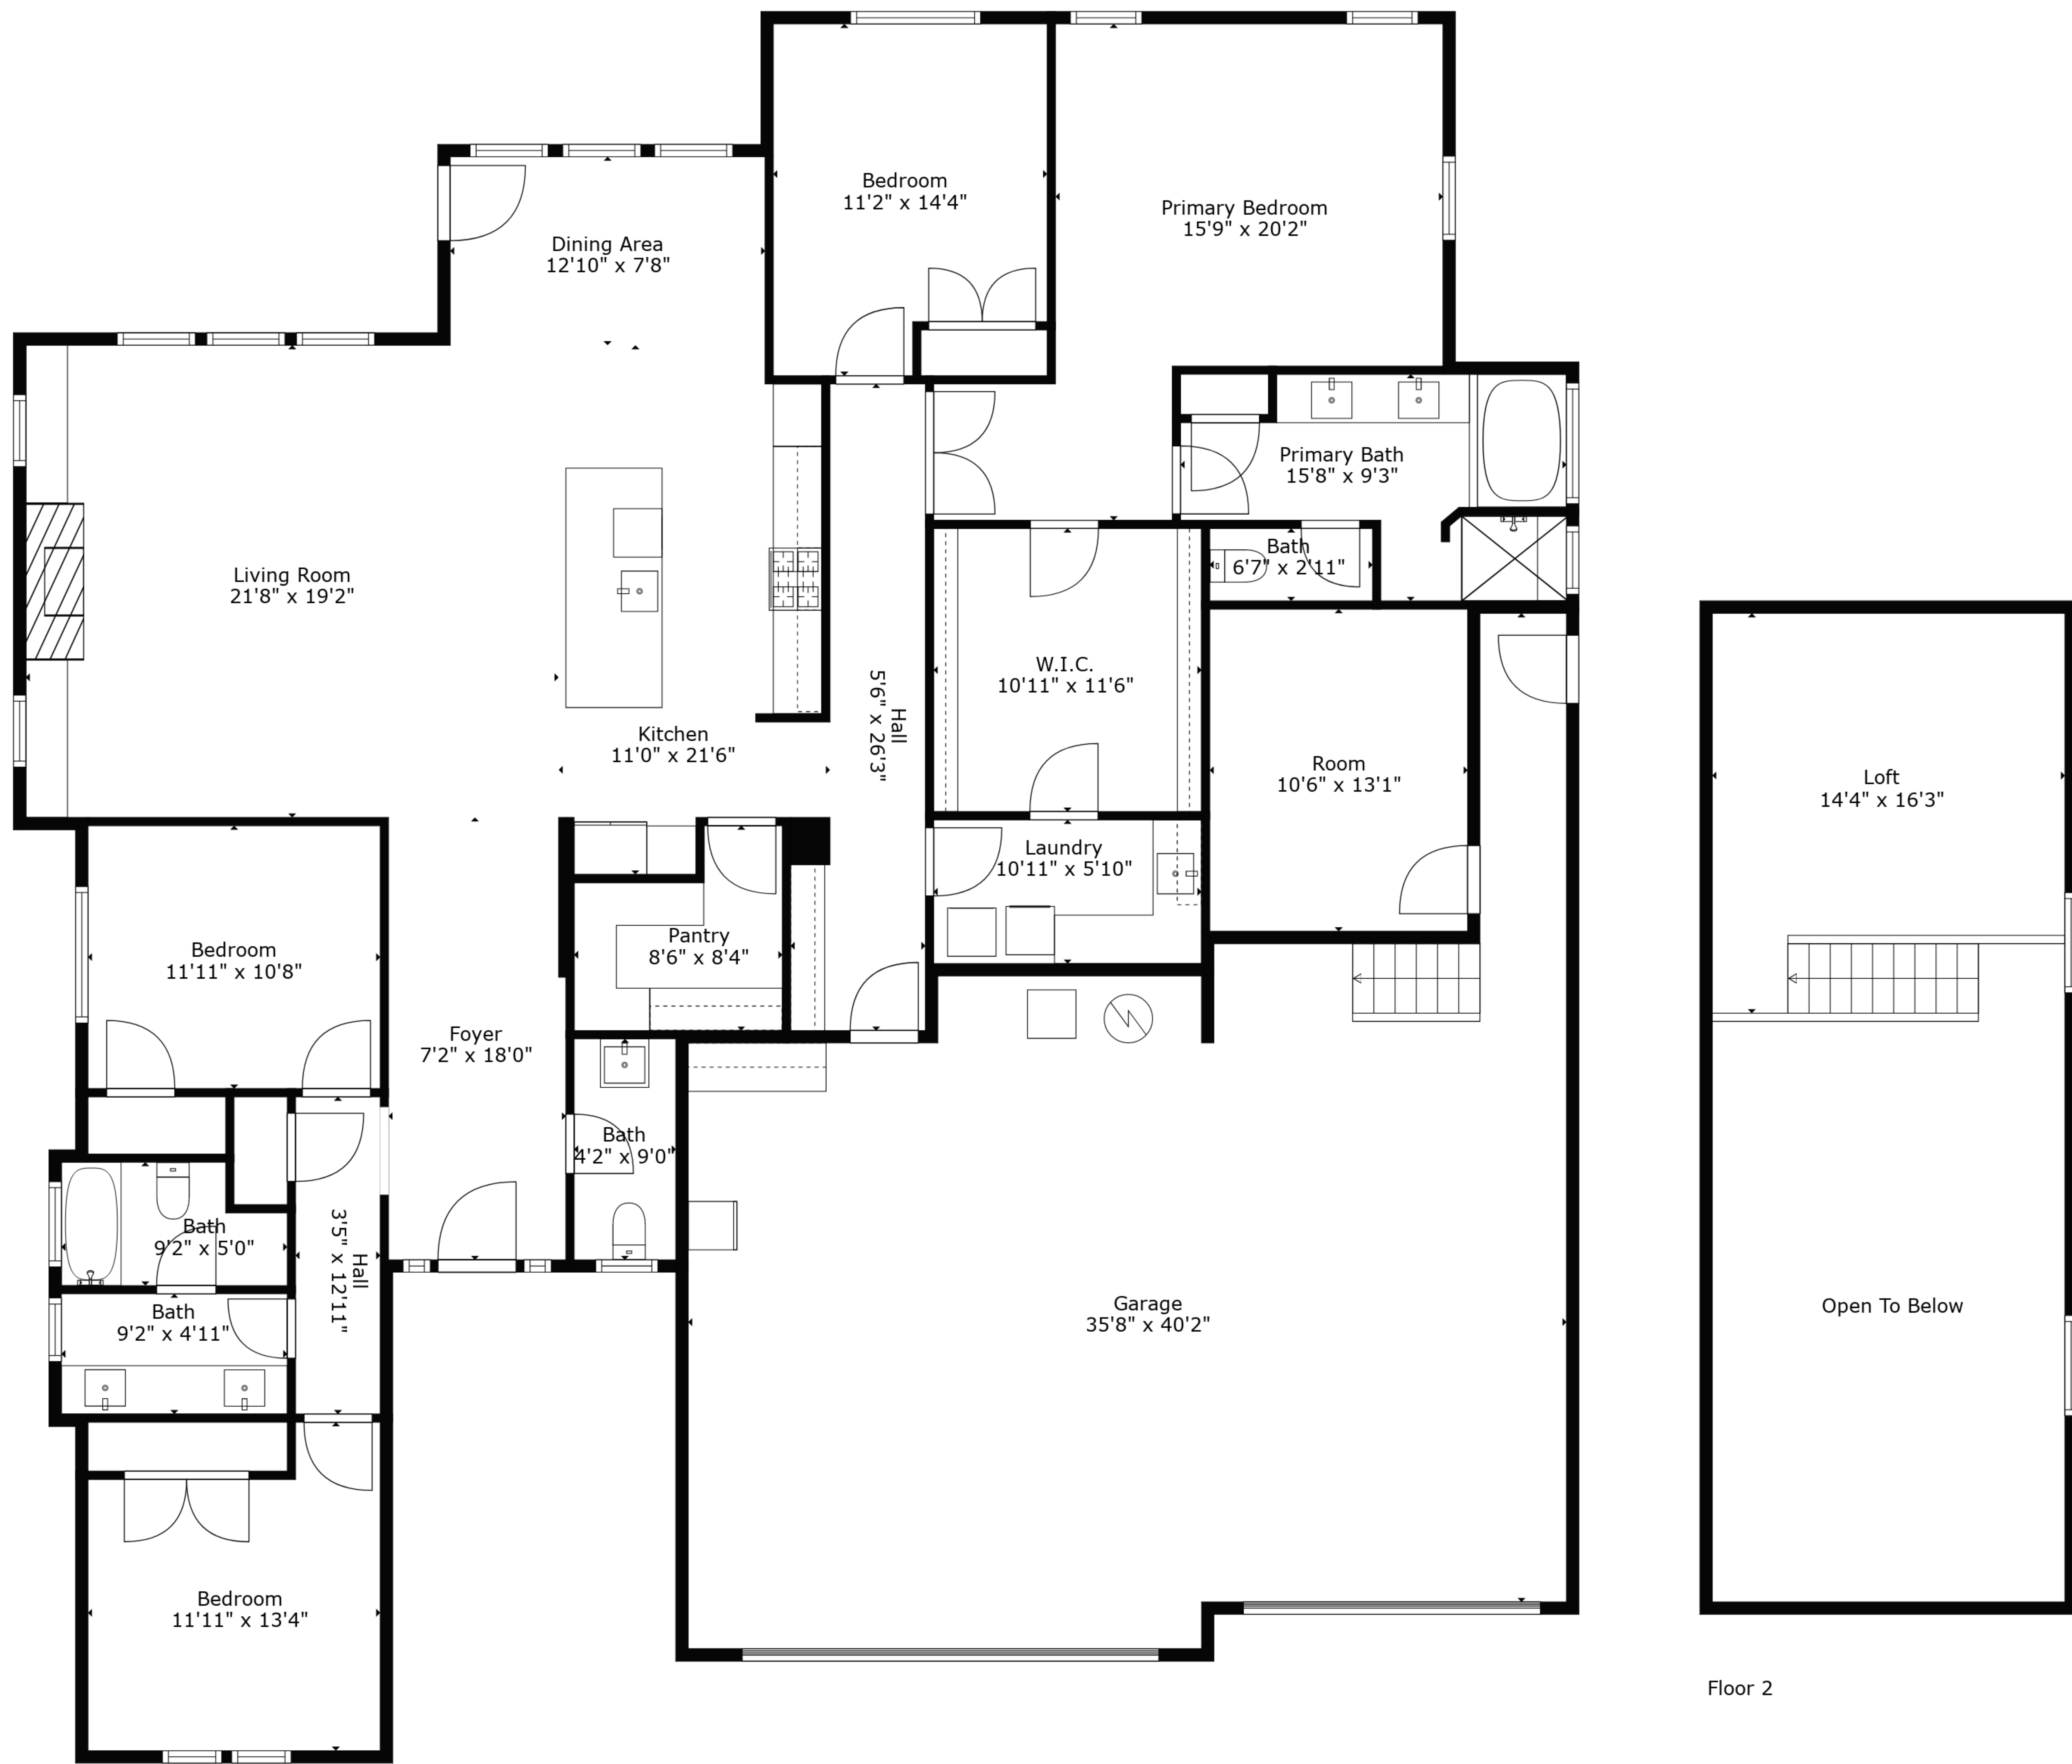 Bedroom
11'2" x 14'4"
Primary Bedroom
15'9" x 20'2"
Dining Area
12'10" x 7'8"
Primary Bath
15'8" x 9'3"
Bath
6'7" x 2'11"
Living Room
21'8" x 19'2"
W.I.C.
10'11" x 11'6"
Hall
5'6" x 26'3"
Kitchen
11'0" x 21'6"
Room
10'6" x 13'1"
Loft
14'4" x 16'3"
Laundry
10'11" x 5'10"
Pantry
8'6" x 8'4"
Bedroom
11'11" x 10'8"
Foyer
7'2" x 18'0"
Bath
4'2" x 9'0"
Bath
9'2" x 5'0"
Hall
3'5" x 12'11"
Bath
9'2" x 4'11"
Garage
35'8" x 40'2"
Open To Below
Bedroom
11'11" x 13'4"
Floor 2